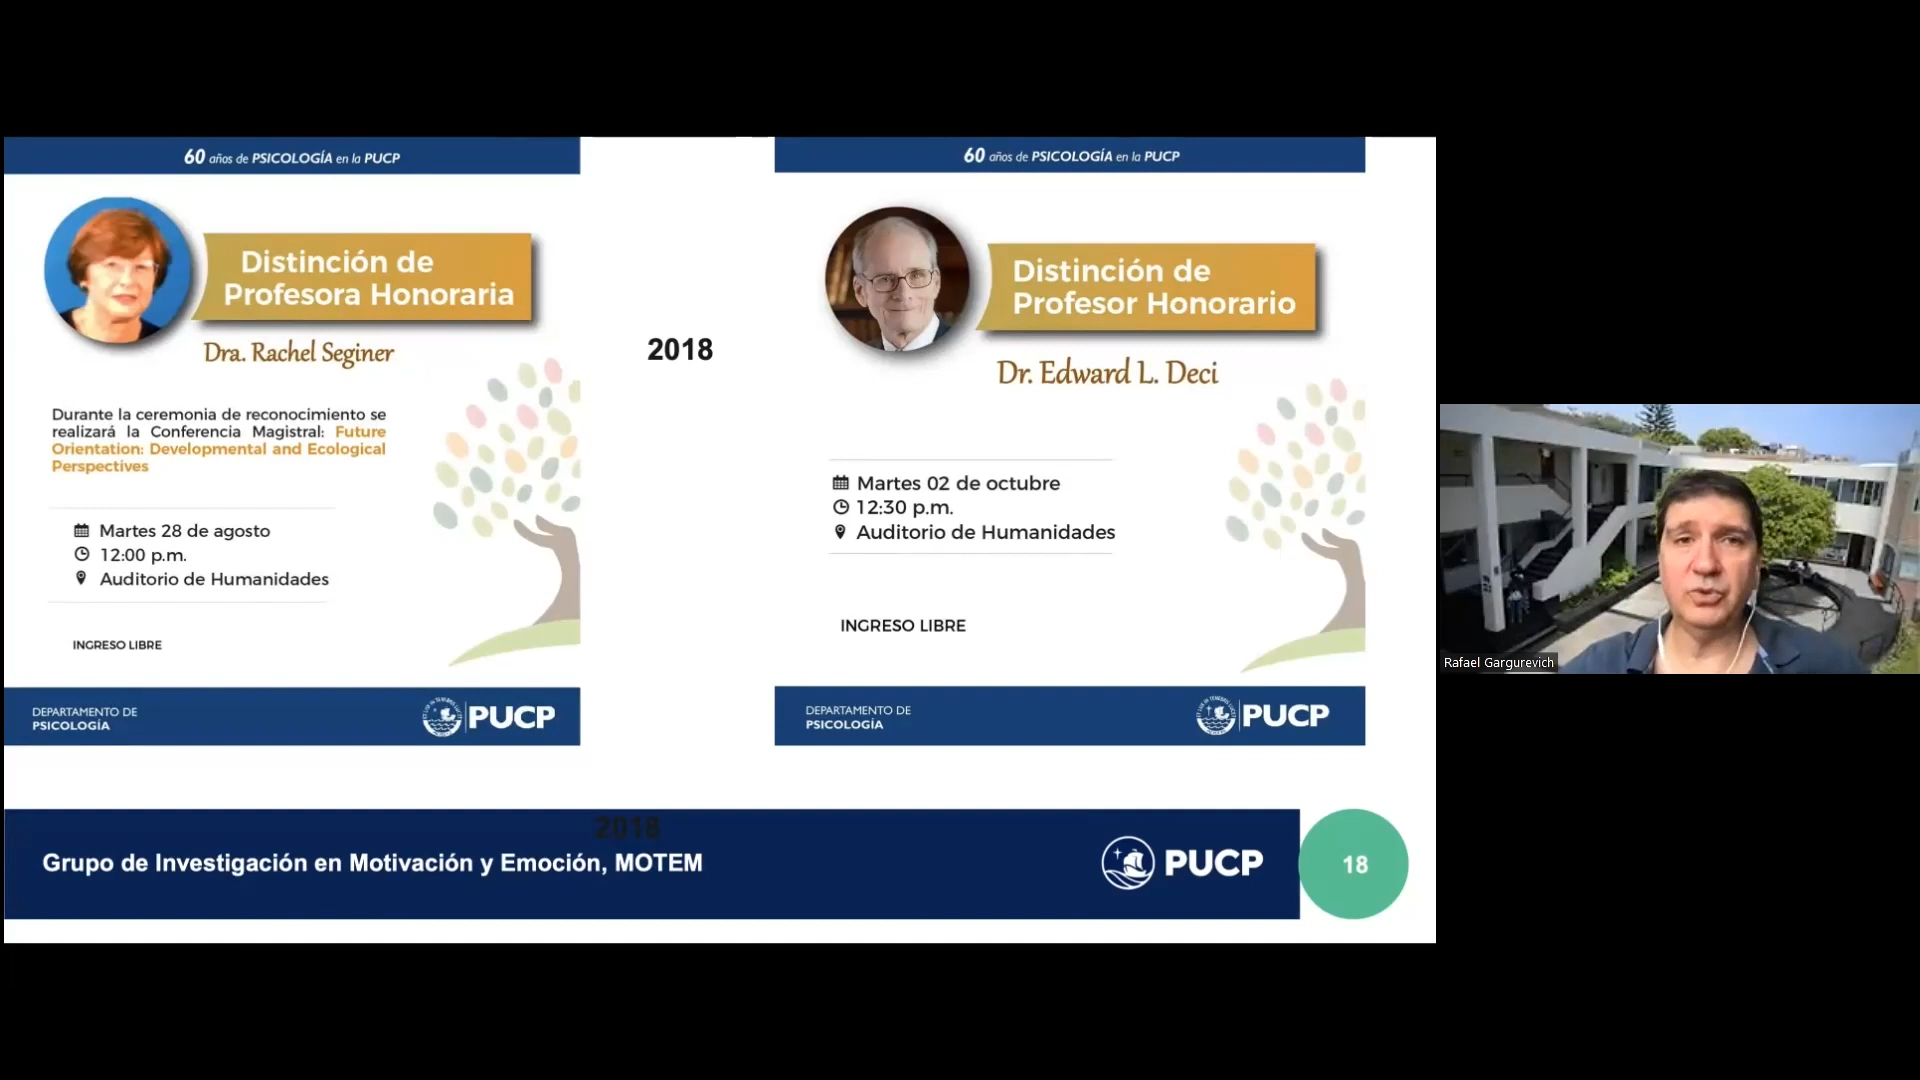 60 años de PSICOLOGÍA en la PUCP
Distinción de
Profesora Honoraria
Dra. Rachel Seginer
Durante la ceremonia de reconocimiento se
realizará la Conferencia Magistral: Future
Orientation: Developmental and Ecological
Perspectives
Martes 28 de agosto
12:00 p.m.
Auditorio de Humanidades
INGRESO LIBRE
DEPARTAMENTO DE
PSICOLOGÍA
PUCP
2018
60 años de PSICOLOGÍA en la PUCP
Distinción de
Profesor Honorario
Dr. Edward L. Deci
Martes 02 de octubre
12:30 p.m.
Auditorio de Humanidades
INGRESO LIBRE
DEPARTAMENTO DE
PSICOLOGÍA
PUCP
2018
Grupo de Investigación en Motivación y Emoción, MOTEM
PUCP
18
Rafael Gargurevich